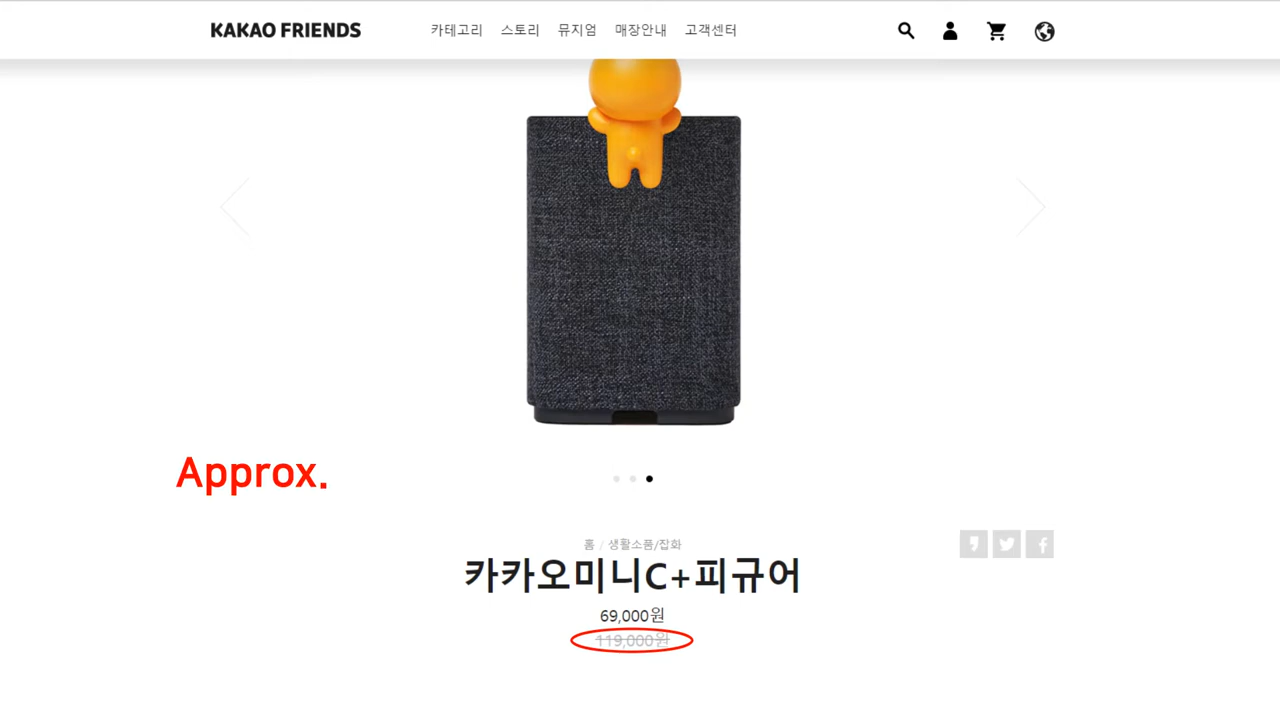 KAKAO FRIENDS 카테고리 스토리 뮤지엄 매장안내 고객센터
Approx.
홈 / 생활소품/잡화
카카오미니C+피규어
69,000원
119,000원